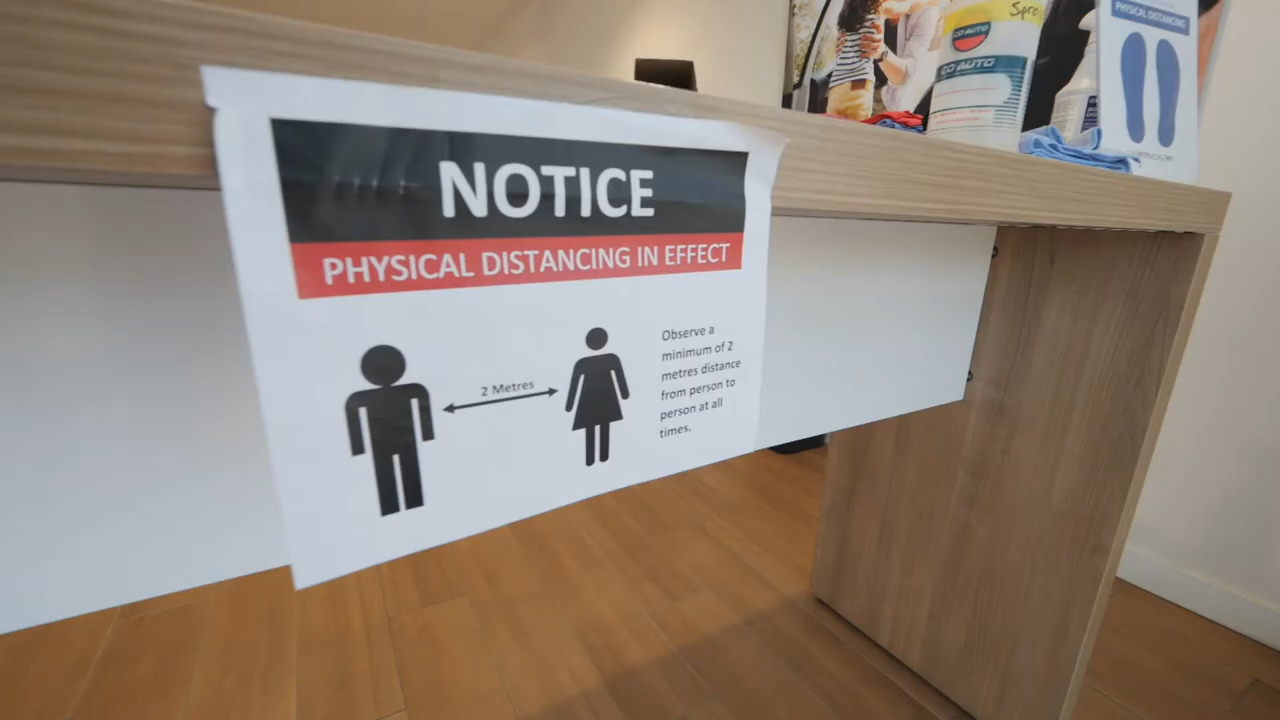 NOTICE
PHYSICAL DISTANCING IN EFFECT
2 Metres
Observe a
minimum of 2
metres distance
from person to
person at all
times.
Spra
CO-AUTO
CO-AUTO
PHYSICAL DISTANCING